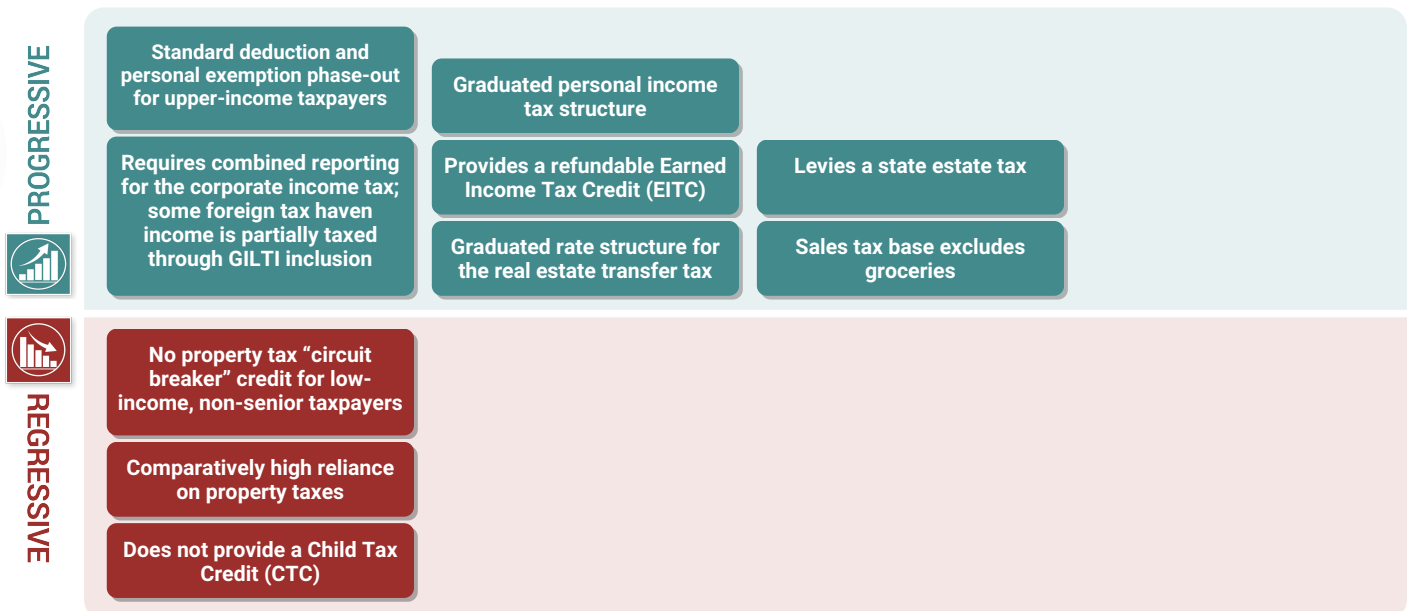 PROGRESSIVE
Standard deduction and
personal exemption phase-out
for upper-income taxpayers
Requires combined reporting
for the corporate income tax;
some foreign tax haven
income is partially taxed
through GILTI inclusion
Graduated personal income
tax structure
Provides a refundable Earned
Income Tax Credit (EITC)
Graduated rate structure for
the real estate transfer tax
Levies a state estate tax
Sales tax base excludes
groceries
REGRESSIVE
No property tax “circuit
breaker” credit for low-
income, non-senior taxpayers
Comparatively high reliance
on property taxes
Does not provide a Child Tax
Credit (CTC)